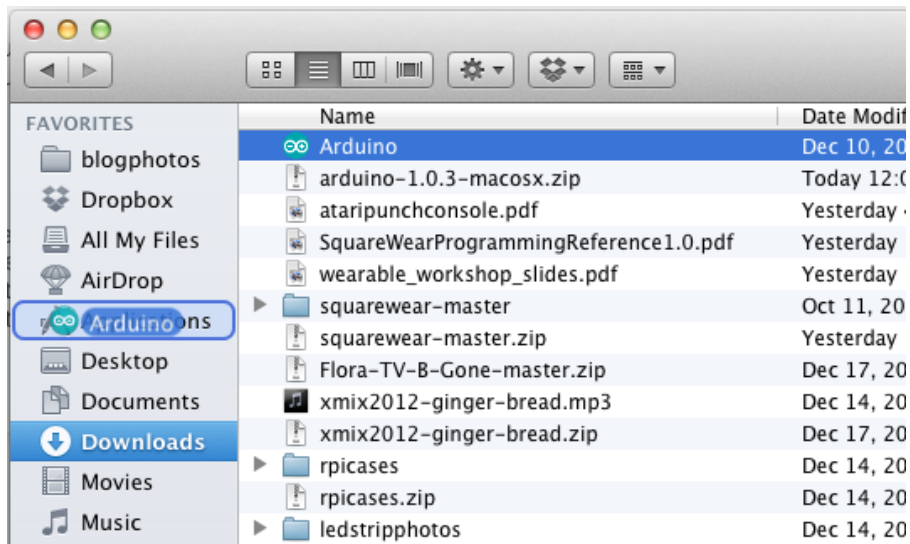 Name Date Modif
FAVORITES
blogphotos
Dropbox
All My Files
AirDrop
Arduino ons
Desktop
Documents
Downloads
Movies
Music
Arduino Dec 10, 20
arduino-1.0.3-macosx.zip Today 12:0
ataripunchconsole.pdf Yesterday
SquareWearProgrammingReference1.0.pdf Yesterday
wearable_workshop_slides.pdf Yesterday
squarewear-master Oct 11, 20
squarewear-master.zip Yesterday
Flora-TV-B-Gone-master.zip Dec 17, 20
xmix2012-ginger-bread.mp3 Dec 14, 20
xmix2012-ginger-bread.zip Dec 17, 20
rpicases Dec 14, 20
rpicases.zip Dec 14, 20
ledstripphotos Dec 14, 20